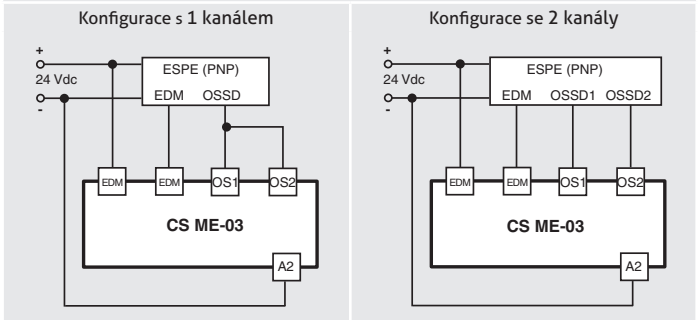 Konfigurace s 1 kanálem
+
24 Vdc
-
ESPE (PNP)
EDM OSSD
EDM EDM OS1 OS2
CS ME-03
A2
Konfigurace se 2 kanály
+
24 Vdc
-
ESPE (PNP)
EDM OSSD1 OSSD2
EDM EDM OS1 OS2
CS ME-03
A2